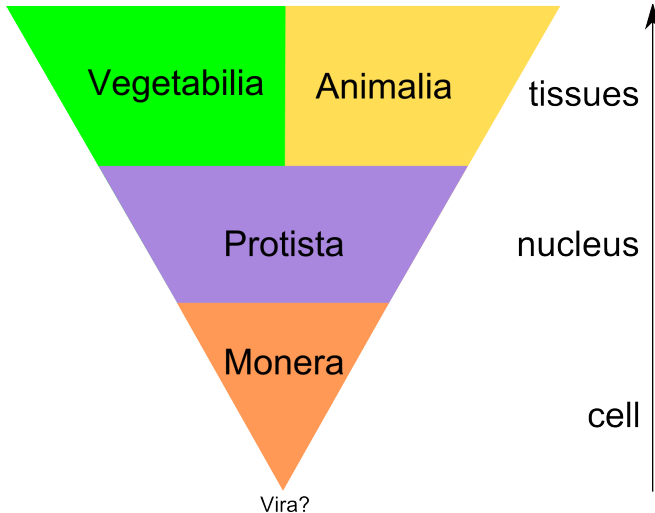 Vegetabilia
Animalia
tissues
Protista
nucleus
Monera
cell
Vira?